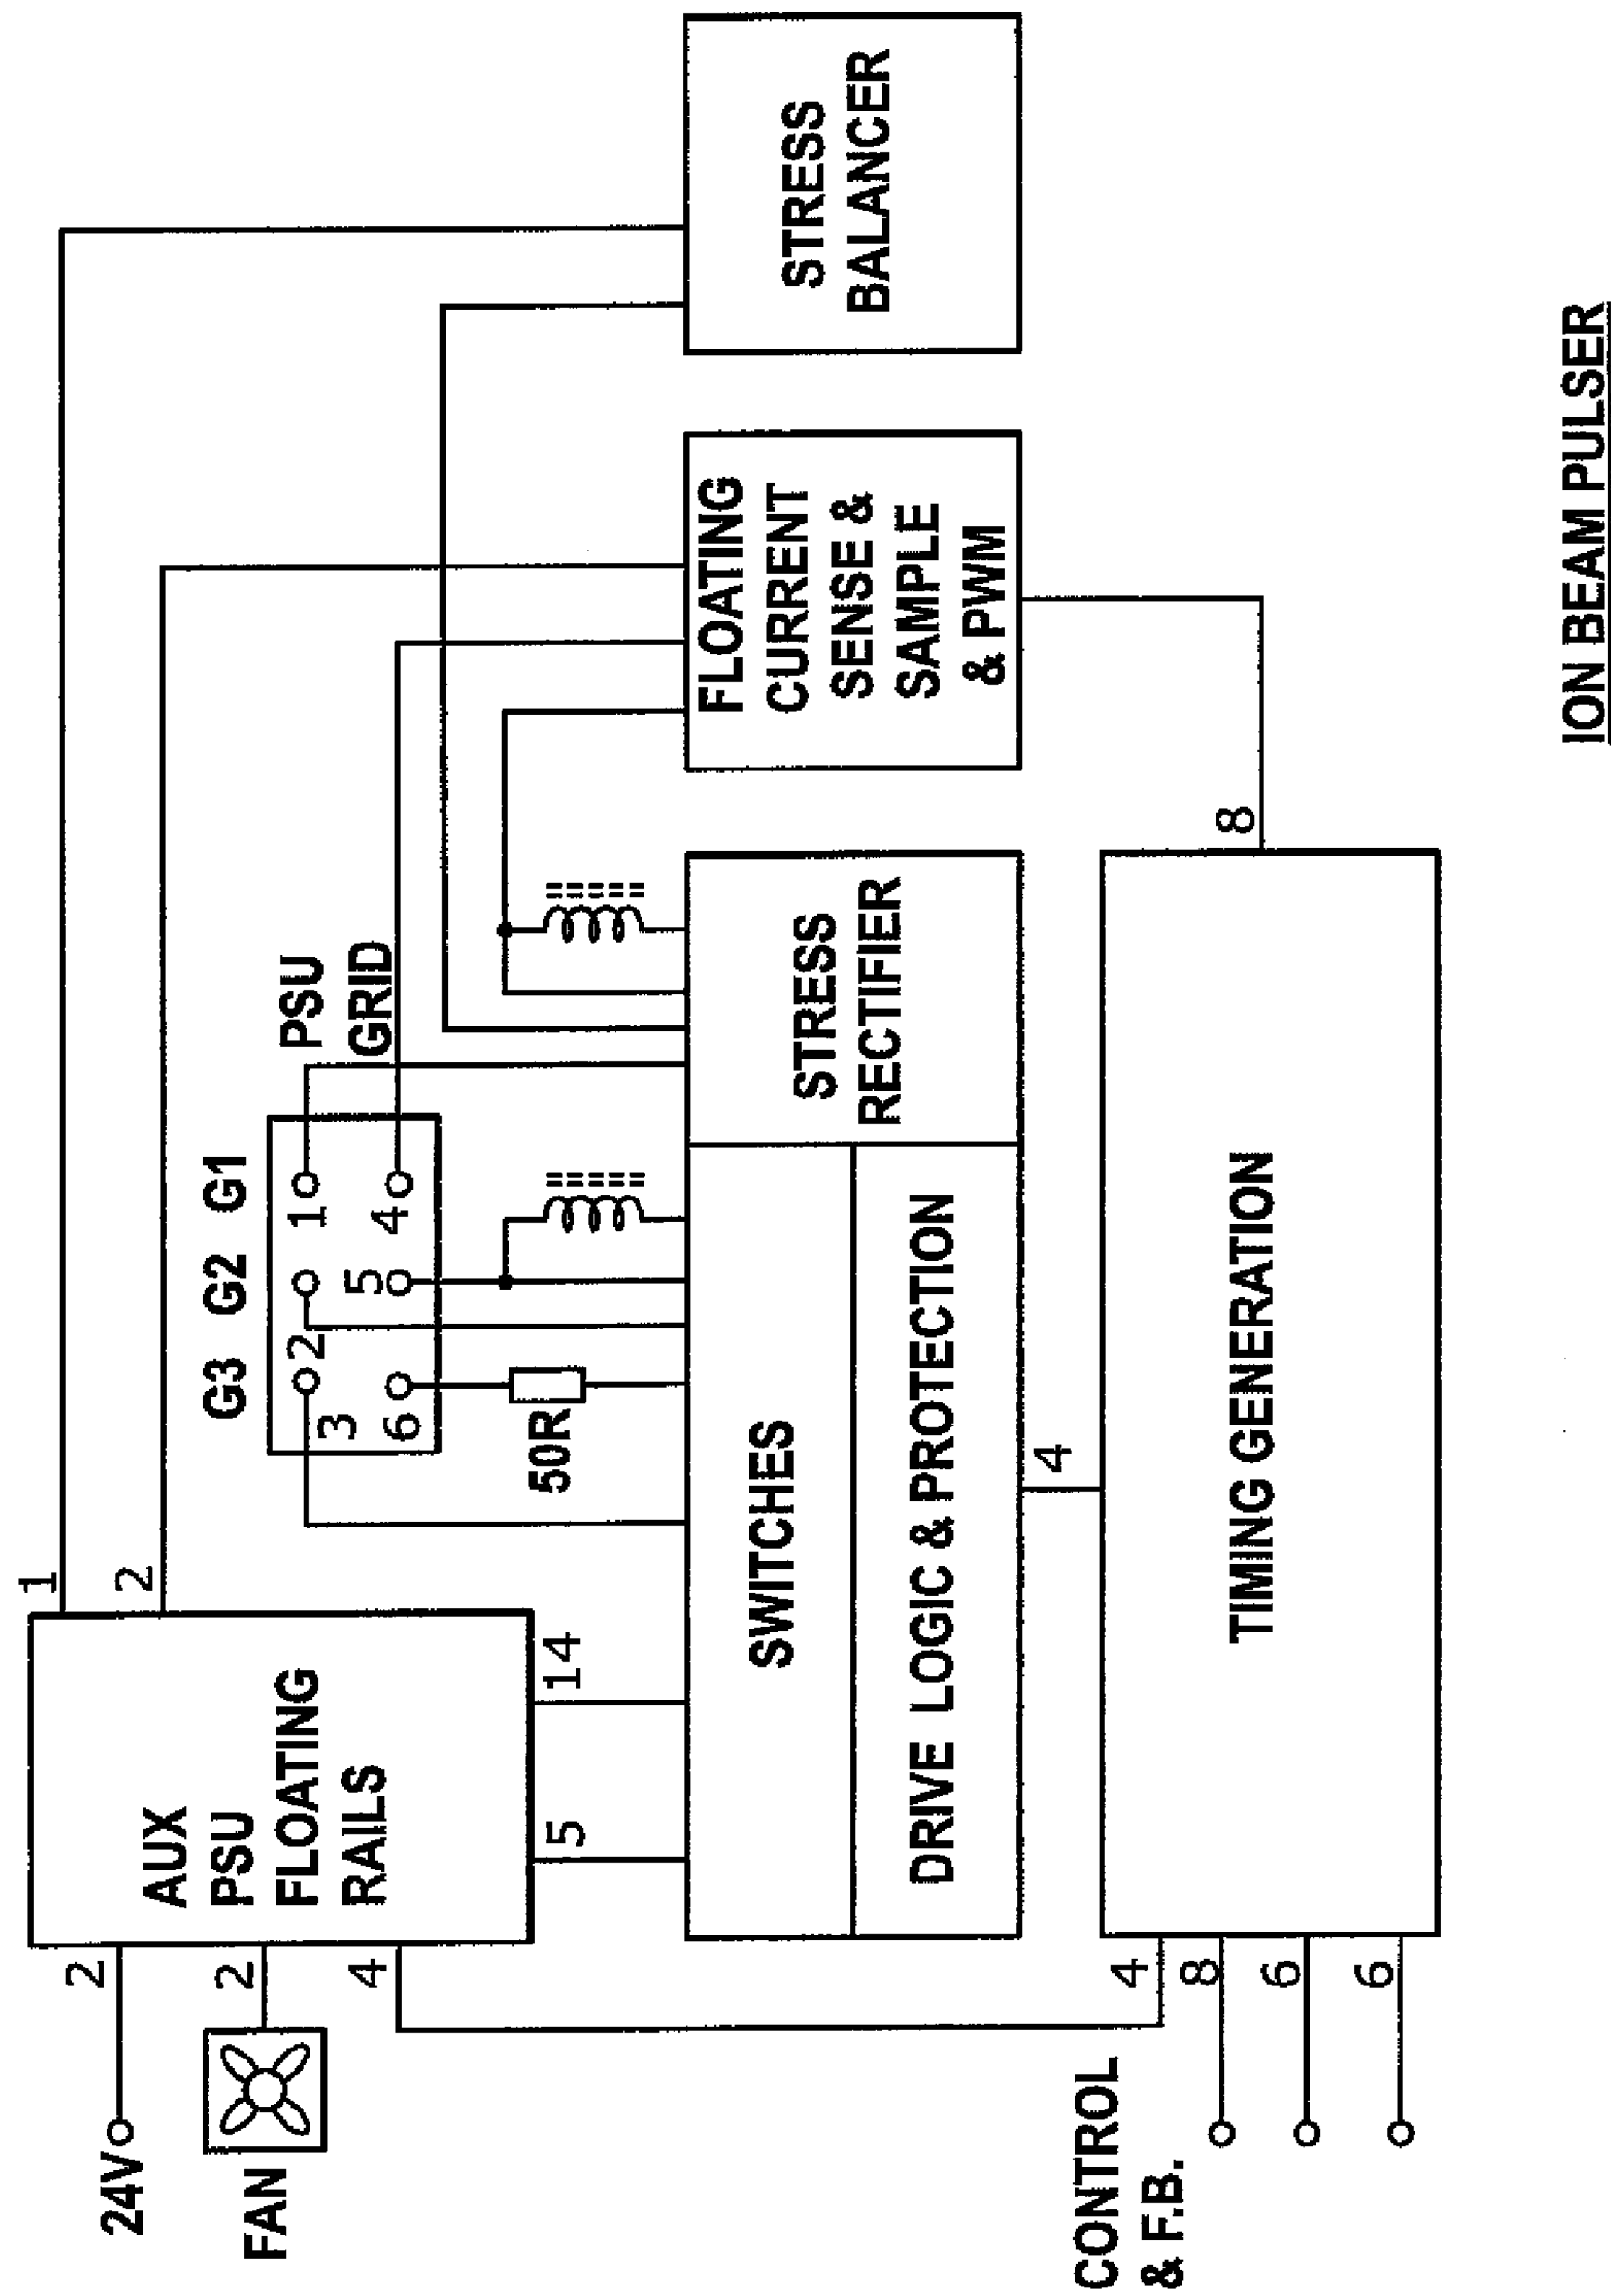 24V
2
FAN
2
4
AUX
PSU
FLOATING
RAILS
1
2
5
14
G3 G2 G1
3
2
1
6
5
4
PSU
GRID
50R
SWITCHES
DRIVE LOGIC & PROTECTION
STRESS
RECTIFIER
FLOATING
CURRENT
SENSE &
SAMPLE
& PWM
STRESS
BALANCER
4
8
CONTROL
& F.B.
4
8
6
6
TIMING GENERATION
ION BEAM PULSER